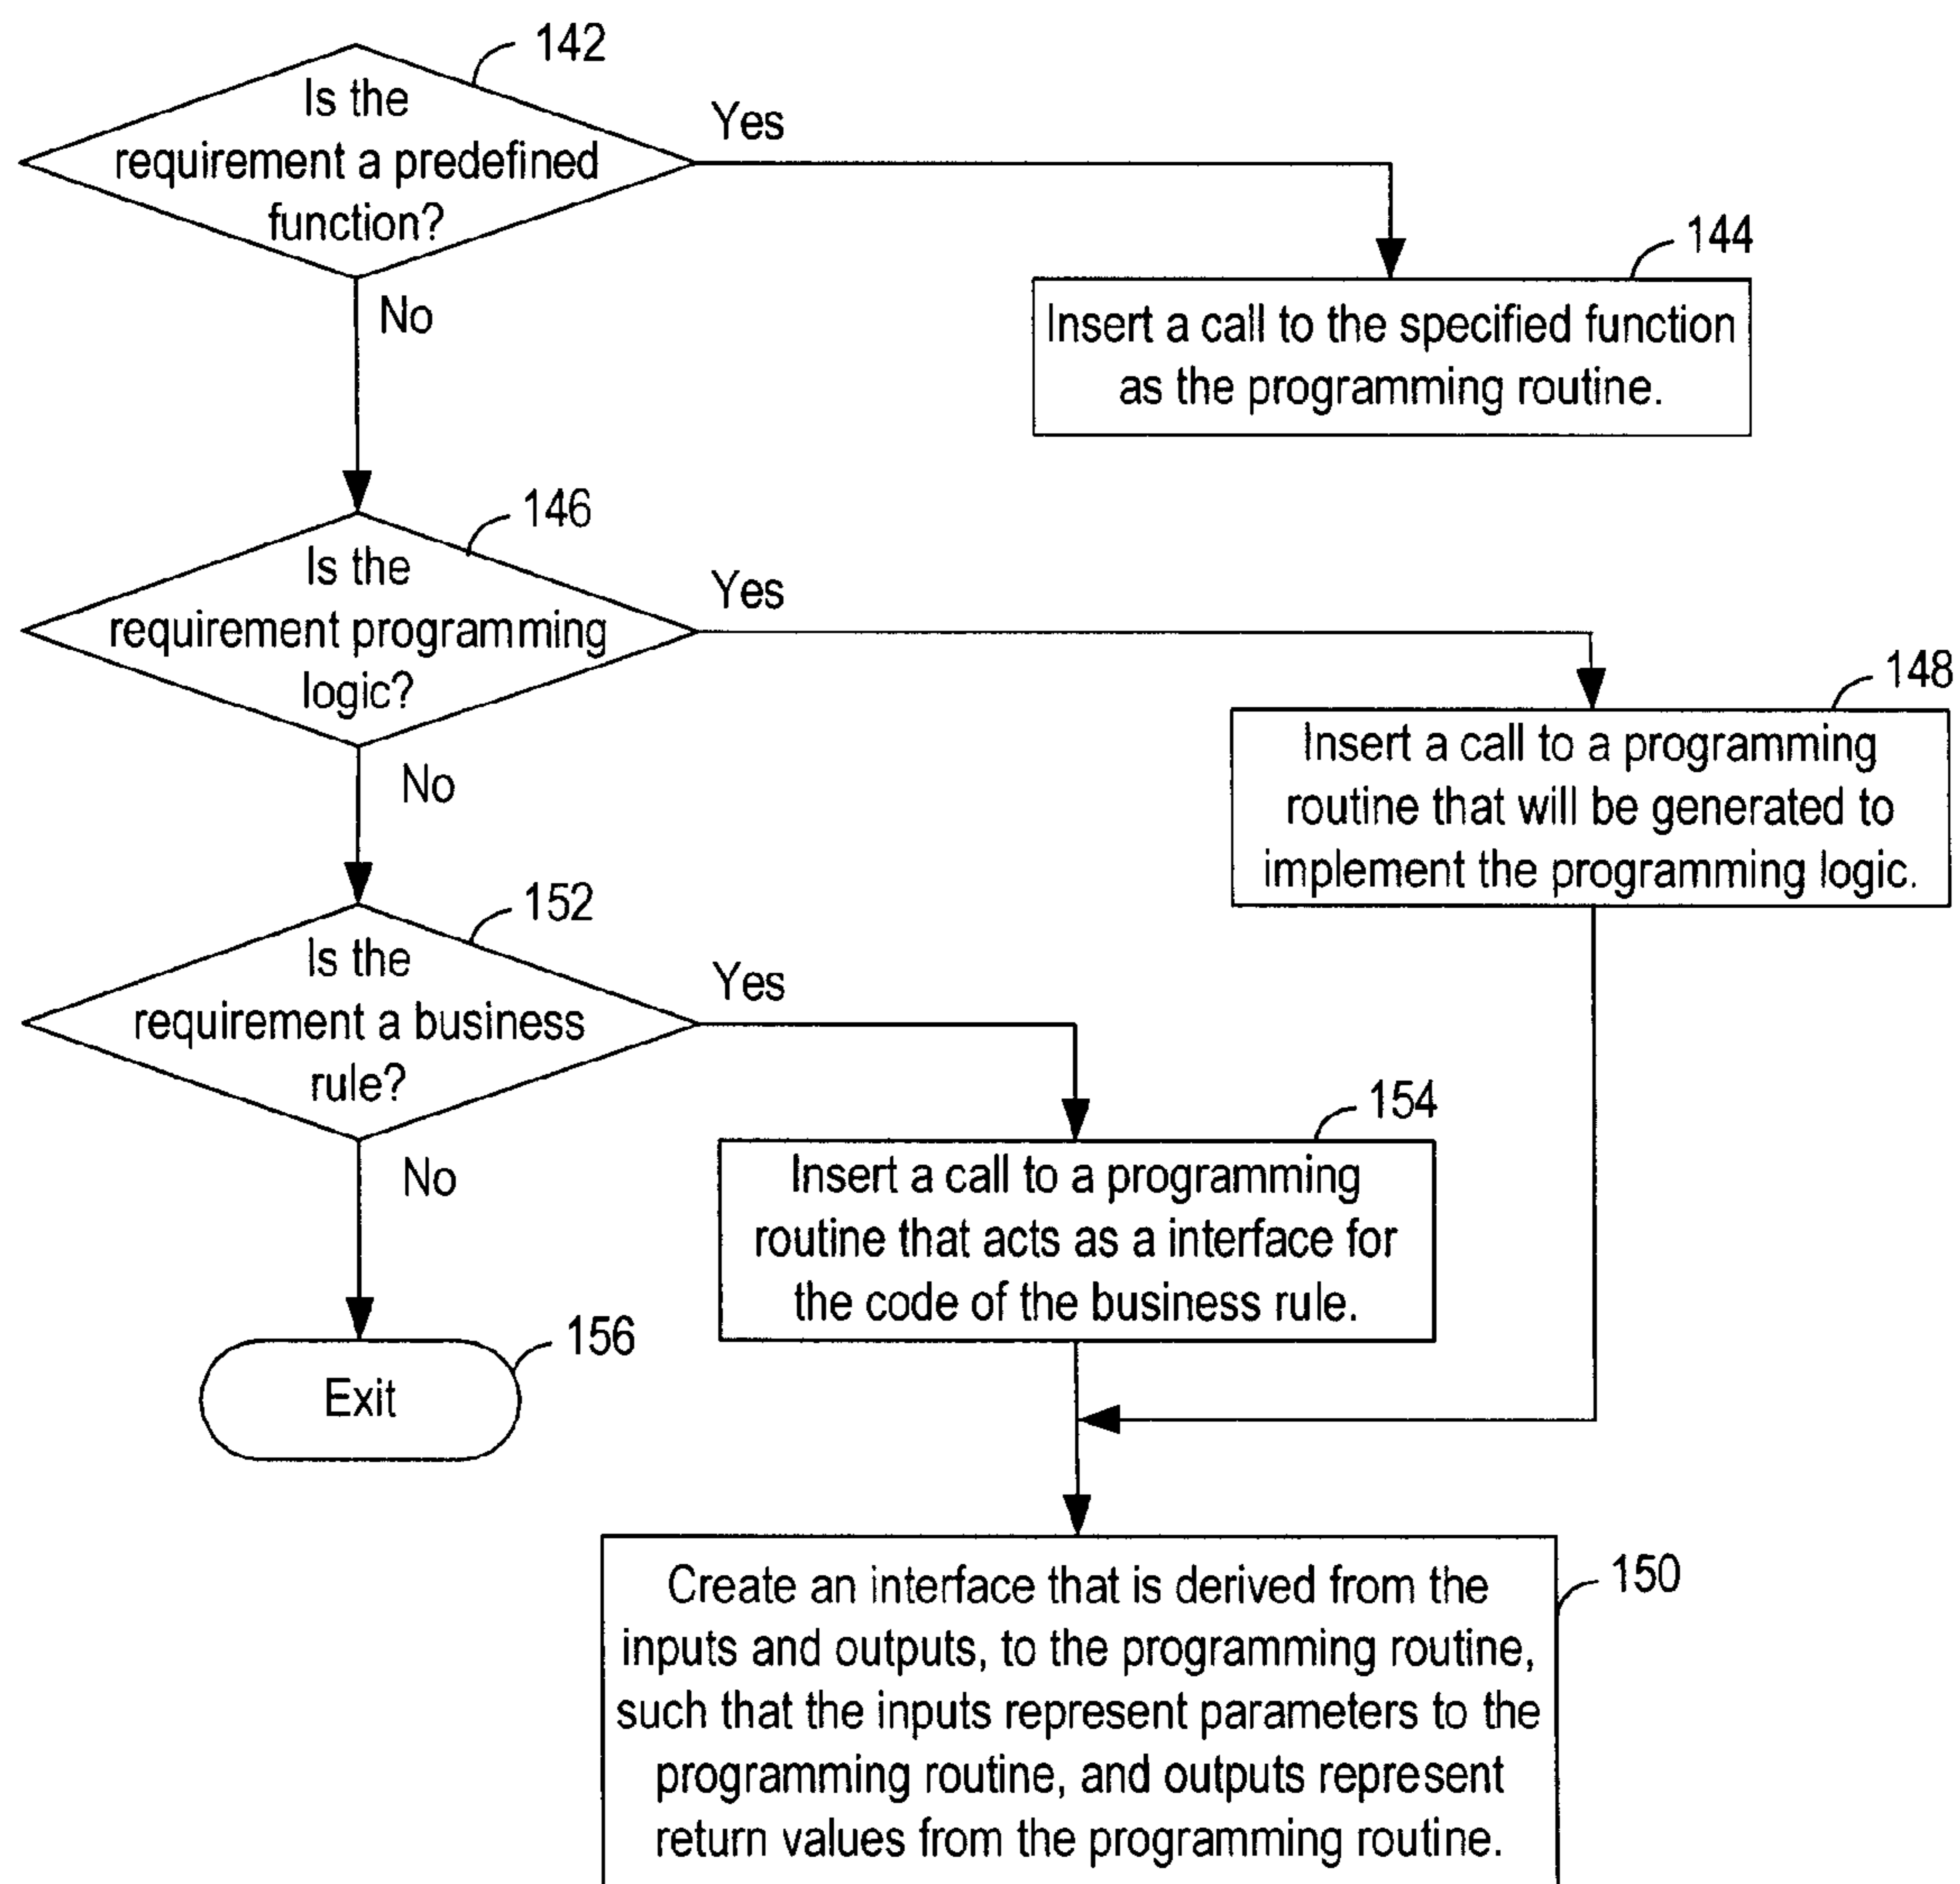 142
Is the
requirement a predefined
function?
Yes
No
144
Insert a call to the specified function
as the programming routine.
146
Is the
requirement programming
logic?
Yes
No
148
Insert a call to a programming
routine that will be generated to
implement the programming logic.
152
Is the
requirement a business
rule?
Yes
No
154
Insert a call to a programming
routine that acts as a interface for
the code of the business rule.
156
Exit
150
Create an interface that is derived from the
inputs and outputs, to the programming routine,
such that the inputs represent parameters to the
programming routine, and outputs represent
return values from the programming routine.